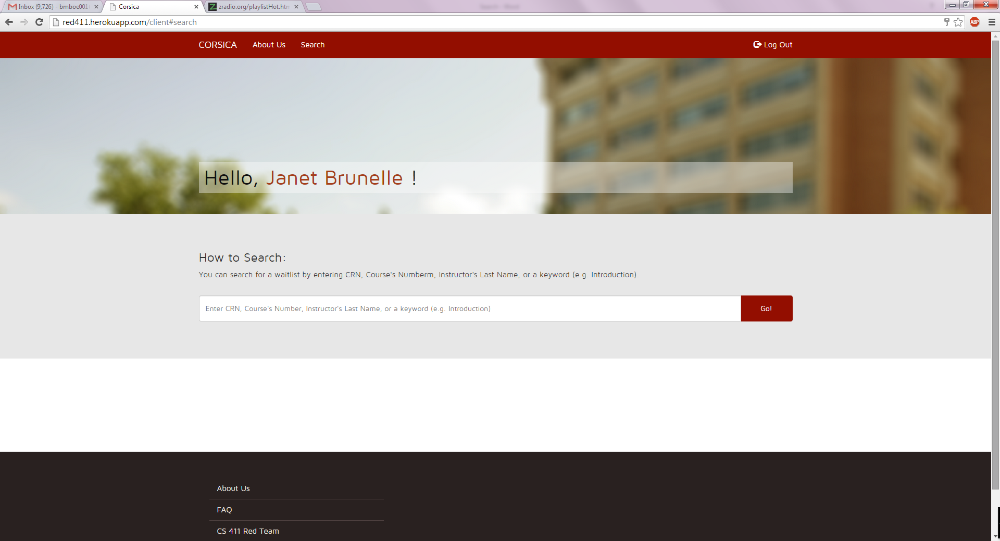 Inbox (9,726) - bmboe001
Corsica
zradio.org/playlistHot.htm
red411.herokuapp.com/client#search
ABP
CORSICA About Us Search Log Out
Hello, Janet Brunelle !
How to Search:
You can search for a waitlist by entering CRN, Course's Numberm, Instructor's Last Name, or a keyword (e.g. Introduction).
Enter CRN, Course's Number, Instructor's Last Name, or a keyword (e.g. Introduction) Go!
About Us
FAQ
CS 411 Red Team